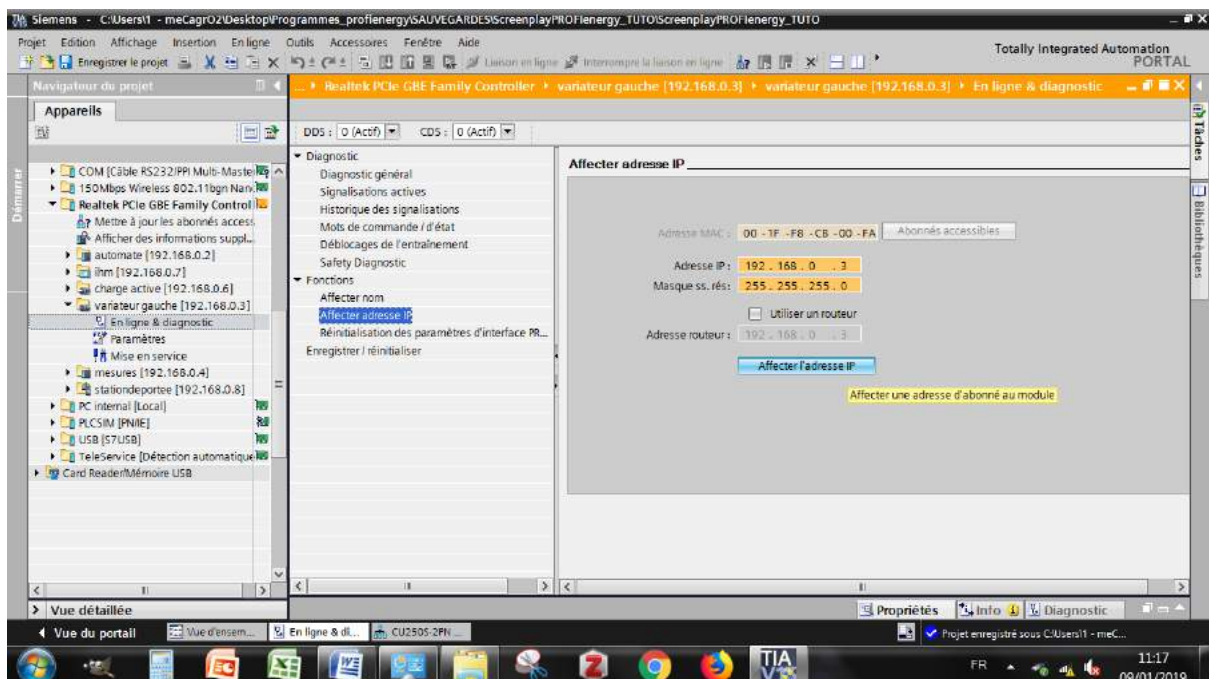 Siemens - C:\Users\1 - meCagrO2\Desktop\Programmes_profienergy\SAUVEGARDES\ScreenplayPROFIenergy_TUTO\ScreenplayPROFIenergy_TUTO
Projet Edition Affichage Insertion En ligne Outils Accessoires Fenêtre Aide
Totally Integrated Automation
PORTAL
Enregistrer le projet
Liaison en ligne
Interrompre la liaison en ligne
Navigateur du projet
... Realtek PCIe GBE Family Controller variateur gauche [192.168.0.3] variateur gauche [192.168.0.3] En ligne & diagnostic
Appareils
DDS : 0 (Actif) CDS : 0 (Actif)
Démarrer
COM [Câble RS232/PPI Multi-Master
150Mbps Wireless 802.11bgn Nano
Realtek PCIe GBE Family Control
Mettre à jour les abonnés access
Afficher des informations suppl...
automate [192.168.0.2]
ihm [192.168.0.7]
charge active [192.168.0.6]
variateur gauche [192.168.0.3]
En ligne & diagnostic
Paramètres
Mise en service
mesures [192.168.0.4]
stationdeportee [192.168.0.8]
PC internal [Local]
PLCSIM [PN/IE]
USB [S7USB]
TeleService [Détection automatique
Card Reader/Mémoire USB
Vue détaillée
Diagnostic
Diagnostic général
Signalisations actives
Historique des signalisations
Mots de commande / d'état
Déblocages de l'entraînement
Safety Diagnostic
Fonctions
Affecter nom
Affecter adresse IP
Réinitialisation des paramètres d'interface PR...
Enregistrer / réinitialiser
Affecter adresse IP
Adresse MAC : 00 -1F -F8 -CB -00 -FA Abonnés accessibles
Adresse IP : 192 . 168 . 0 . 3
Masque ss. rés: 255 . 255 . 255 . 0
Utiliser un routeur
Adresse routeur : 192 . 168 . 0 . 3
Affecter l'adresse IP
Affecter une adresse d'abonné au module
Tâches
Bibliothèques
Propriétés Info Diagnostic
Vue du portail Vue d'ensem... En ligne & di... CU250S-2PN ...
Projet enregistré sous C:\Users\1 - meC...
TIA
FR
11:17
09/01/2019